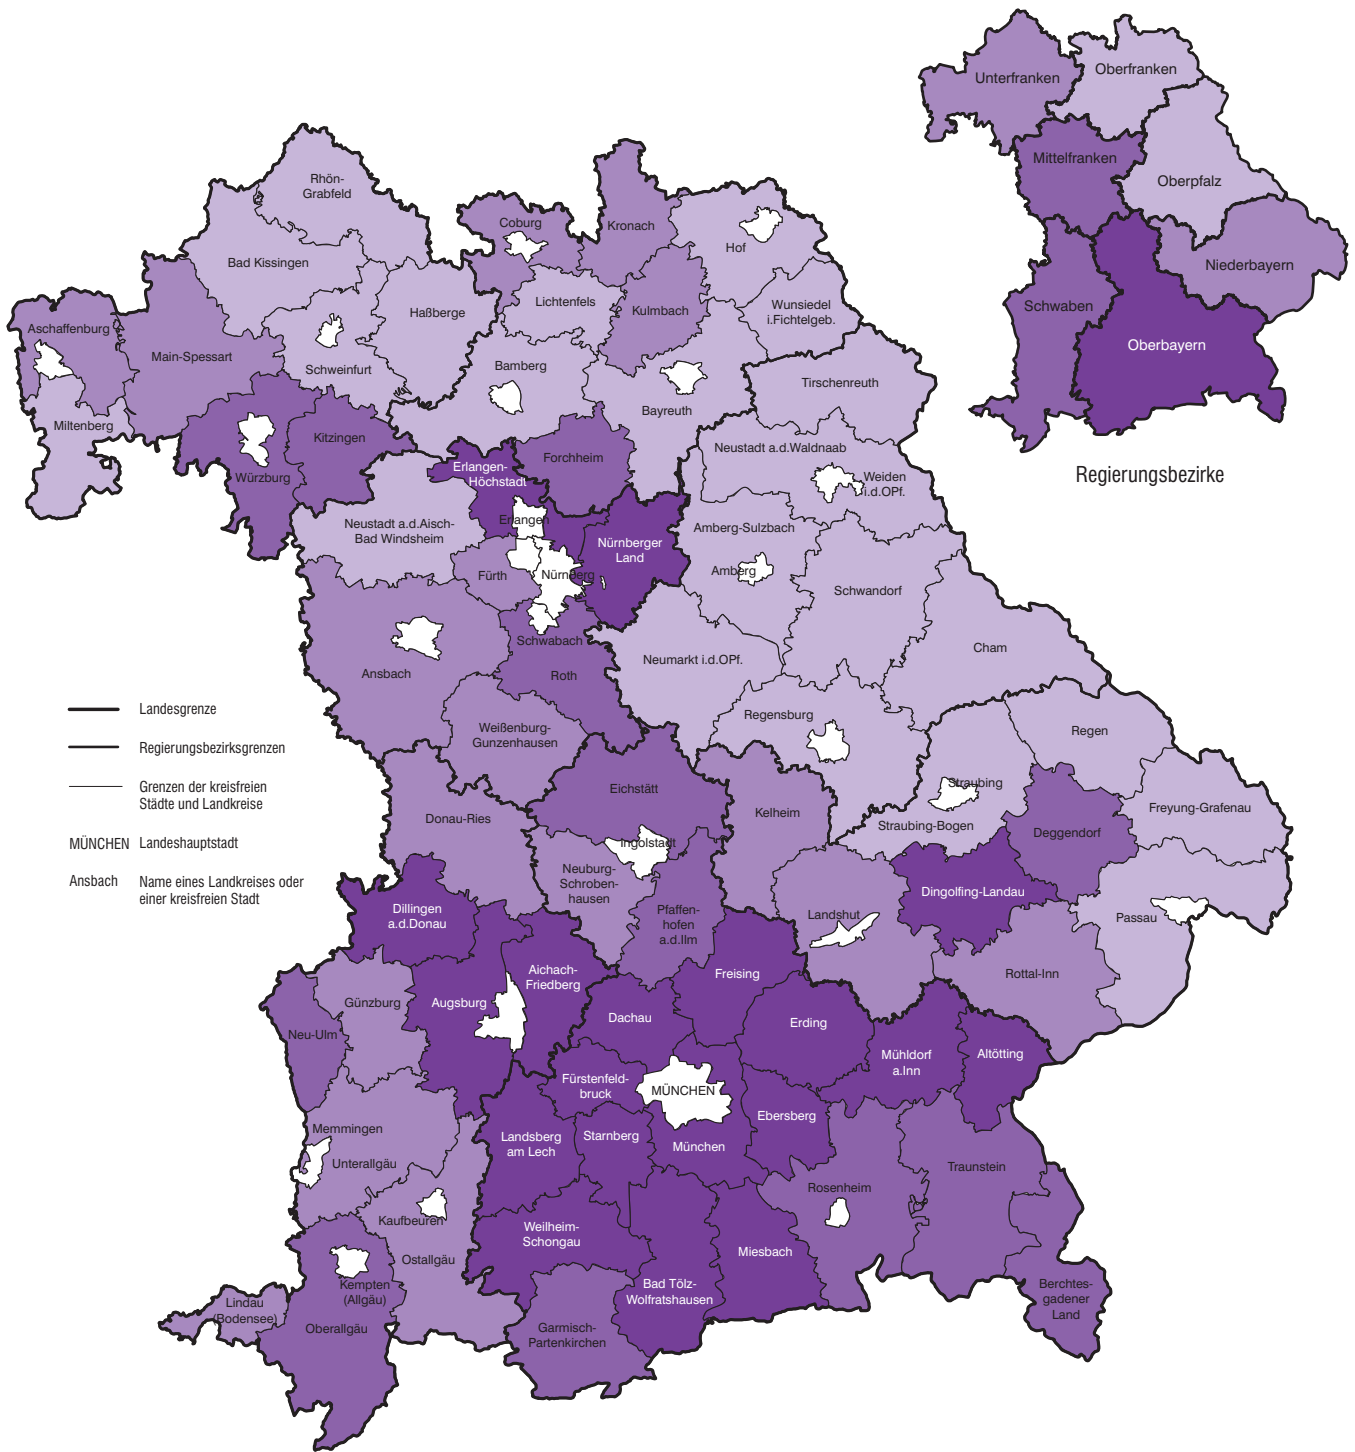 Unterfranken
Oberfranken
Mittelfranken
Oberpfalz
Niederbayern
Schwaben
Oberbayern
Regierungsbezirke
Rhön-
Grabfeld
Coburg
Kronach
Hof
Bad Kissingen
Lichtenfels
Kulmbach
Wunsiedel
i.Fichtelgeb.
Haßberge
Aschaffenburg
Main-Spessart
Schweinfurt
Bamberg
Bayreuth
Tirschenreuth
Miltenberg
Kitzingen
Würzburg
Erlangen-
Höchstadt
Forchheim
Neustadt a.d.Waldnaab
Weiden
i.d.OPf.
Neustadt a.d.Aisch-
Bad Windsheim
Erlangen
Nürnberger
Land
Amberg-Sulzbach
Amberg
Fürth
Nürnberg
Schwandorf
Schwabach
Roth
Ansbach
Neumarkt i.d.OPf.
Cham
Weißenburg-
Gunzenhausen
Regensburg
Regen
Landesgrenze
Regierungsbezirksgrenzen
Grenzen der kreisfreien
Städte und Landkreise
MÜNCHEN Landeshauptstadt
Ansbach Name eines Landkreises oder
einer kreisfreien Stadt
Eichstätt
Donau-Ries
Kelheim
Straubing
Straubing-Bogen
Freyung-Grafenau
Deggendorf
Ingolstadt
Neuburg-
Schroben-
hausen
Pfaffen-
hofen
a.d.Ilm
Dingolfing-Landau
Landshut
Passau
Rottal-Inn
Dillingen
a.d.Donau
Aichach-
Friedberg
Augsburg
Günzburg
Neu-Ulm
Freising
Dachau
Erding
Mühldorf
a.Inn
Altötting
Fürstenfeld-
bruck
MÜNCHEN
München
Ebersberg
Landsberg
am Lech
Starnberg
Memmingen
Unterallgäu
Rosenheim
Traunstein
Kaufbeuren
Ostallgäu
Weilheim-
Schongau
Miesbach
Bad Tölz-
Wolfratshausen
Berchtes-
gadener
Land
Kempten
(Allgäu)
Lindau
(Bodensee)
Oberallgäu
Garmisch-
Partenkirchen